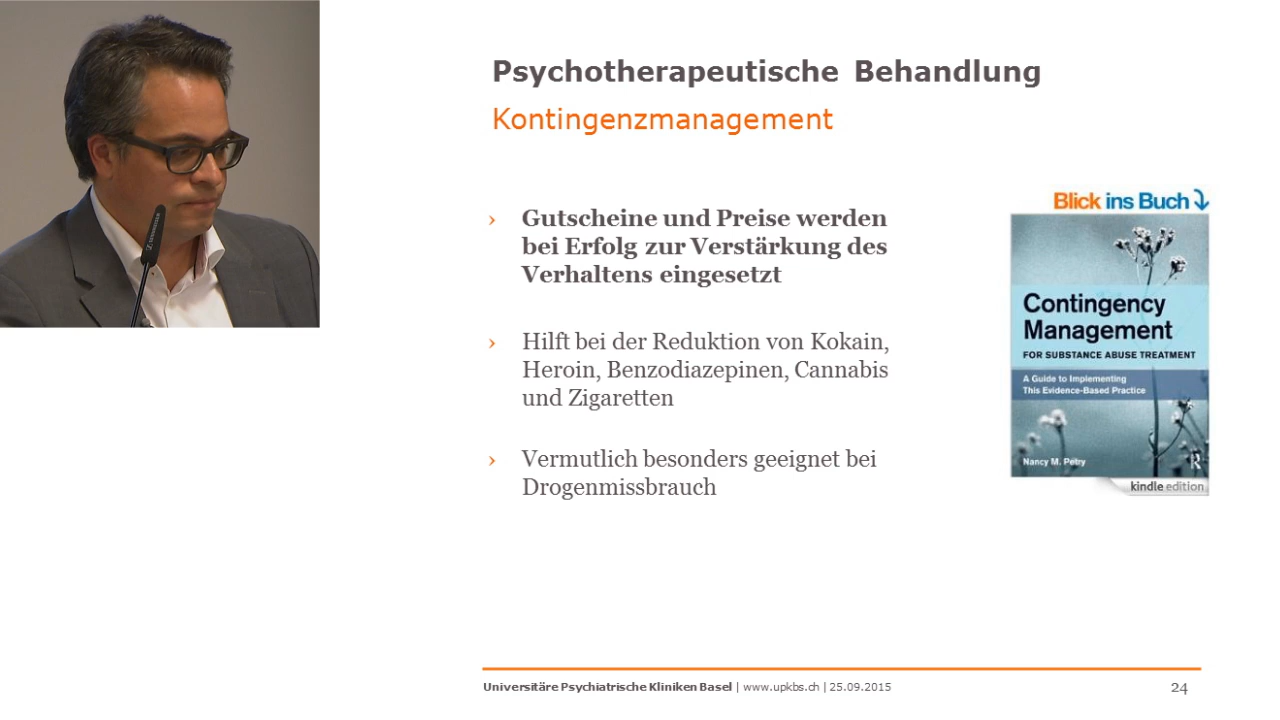 Psychotherapeutische Behandlung
Kontingenzmanagement
› Gutscheine und Preise werden
bei Erfolg zur Verstärkung des
Verhaltens eingesetzt
› Hilft bei der Reduktion von Kokain,
Heroin, Benzodiazepinen, Cannabis
und Zigaretten
› Vermutlich besonders geeignet bei
Drogenmissbrauch
Blick ins Buch
Contingency
Management
FOR SUBSTANCE ABUSE TREATMENT
A Guide to Implementing
This Evidence-Based Practice
Nancy M. Petry
R
kindle edition
Universitäre Psychiatrische Kliniken Basel | www.upkbs.ch | 25.09.2015
24